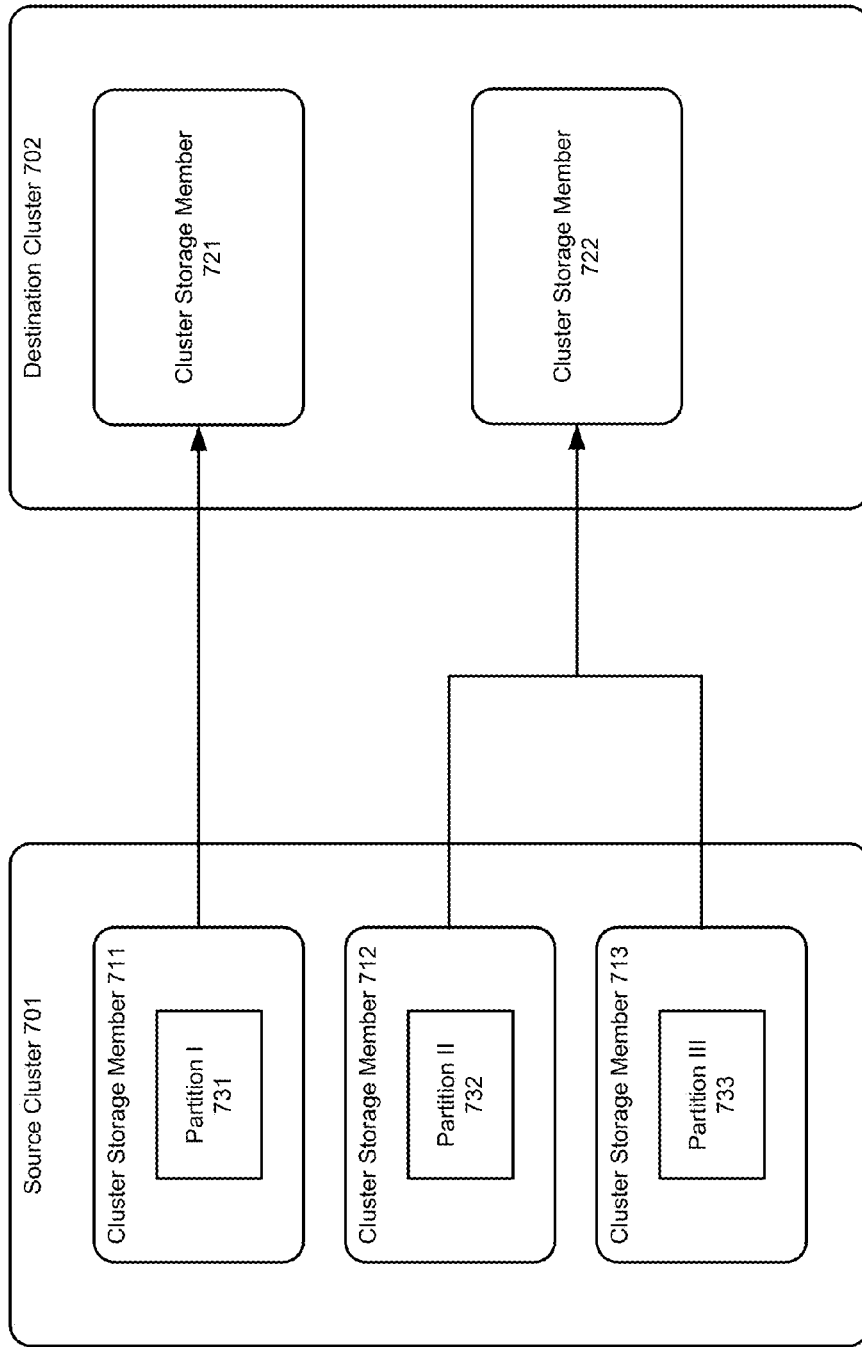 Source Cluster 701
Cluster Storage Member 711
Partition I
731
Cluster Storage Member 712
Partition II
732
Cluster Storage Member 713
Partition III
733
Destination Cluster 702
Cluster Storage Member
721
Cluster Storage Member
722